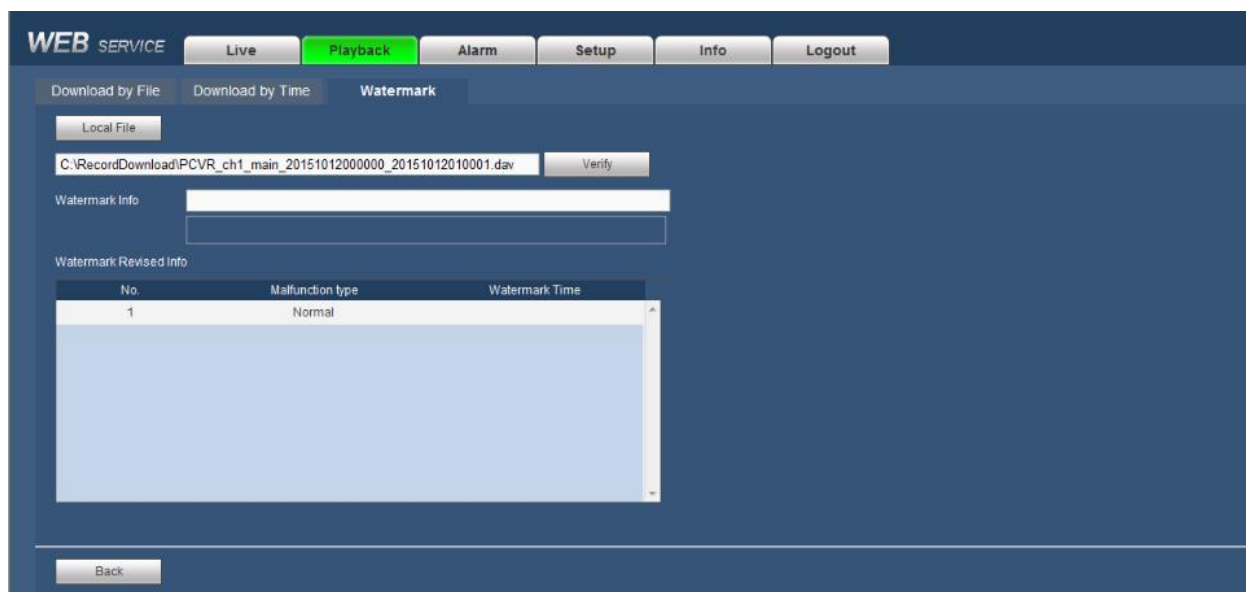 WEB SERVICE Live Playback Alarm Setup Info Logout
Download by File Download by Time Watermark
Local File
C:\RecordDownload\PCVR_ch1_main_20151012000000_20151012010001.dav Verify
Watermark Info
Watermark Revised Info
No. Malfunction type Watermark Time
1 Normal
Back